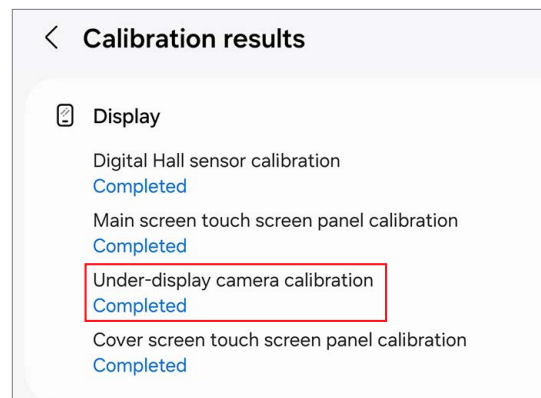 Calibration results
Display
Digital Hall sensor calibration
Completed
Main screen touch screen panel calibration
Completed
Under-display camera calibration
Completed
Cover screen touch screen panel calibration
Completed